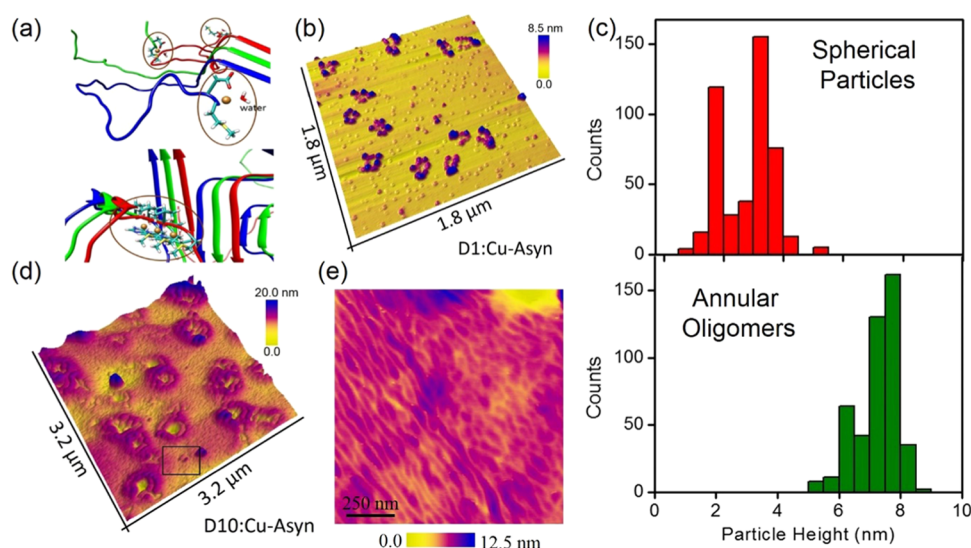 (a)
water
(b)
8.5 nm
0.0
1.8 μm
1.8 μm
D1:Cu-Asyn
(c)
150
100
50
0
Counts
Spherical
Particles
150
100
50
0
Counts
Annular
Oligomers
0 2 4 6 8 10
Particle Height (nm)
(d)
20.0 nm
0.0
3.2 μm
3.2 μm
D10:Cu-Asyn
(e)
250 nm
0.0 12.5 nm